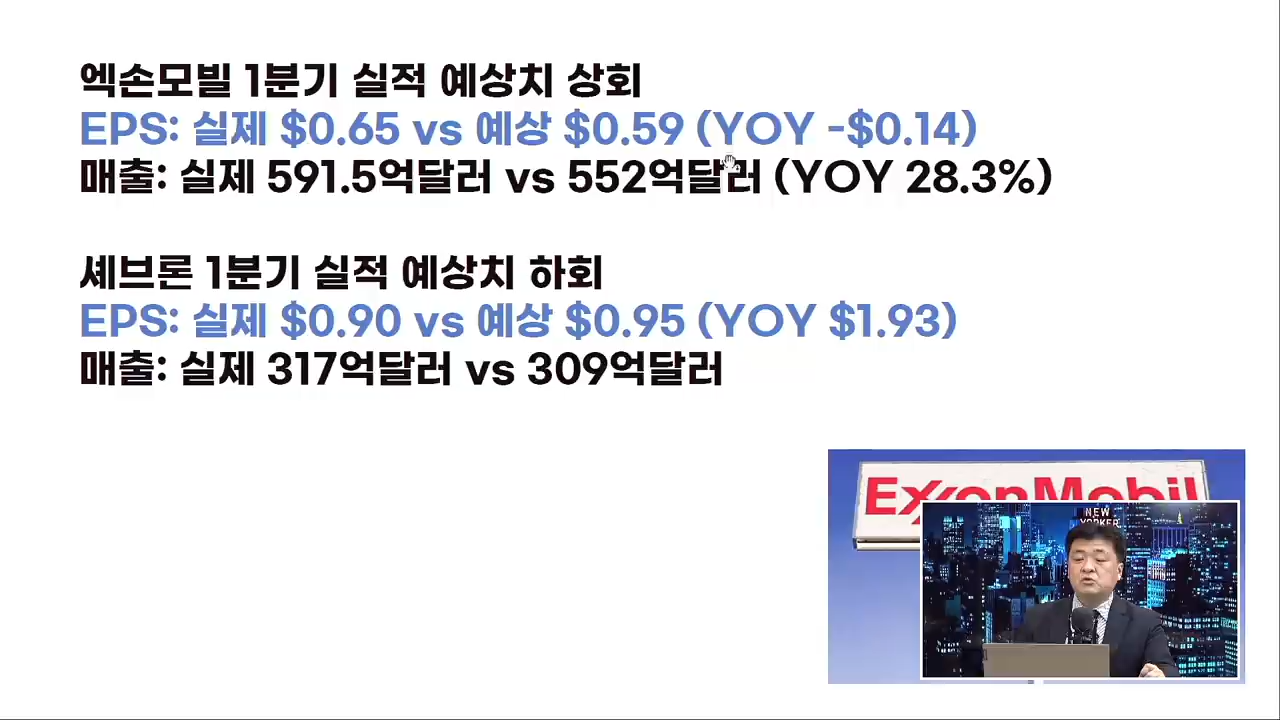 엑손모빌 1분기 실적 예상치 상회
EPS: 실제 $0.65 vs 예상 $0.59 (YOY -$0.14)
매출: 실제 591.5억달러 vs 552억달러 (YOY 28.3%)
셰브론 1분기 실적 예상치 하회
EPS: 실제 $0.90 vs 예상 $0.95 (YOY $1.93)
매출: 실제 317억달러 vs 309억달러
ExxonMobil
NEW
YORKER